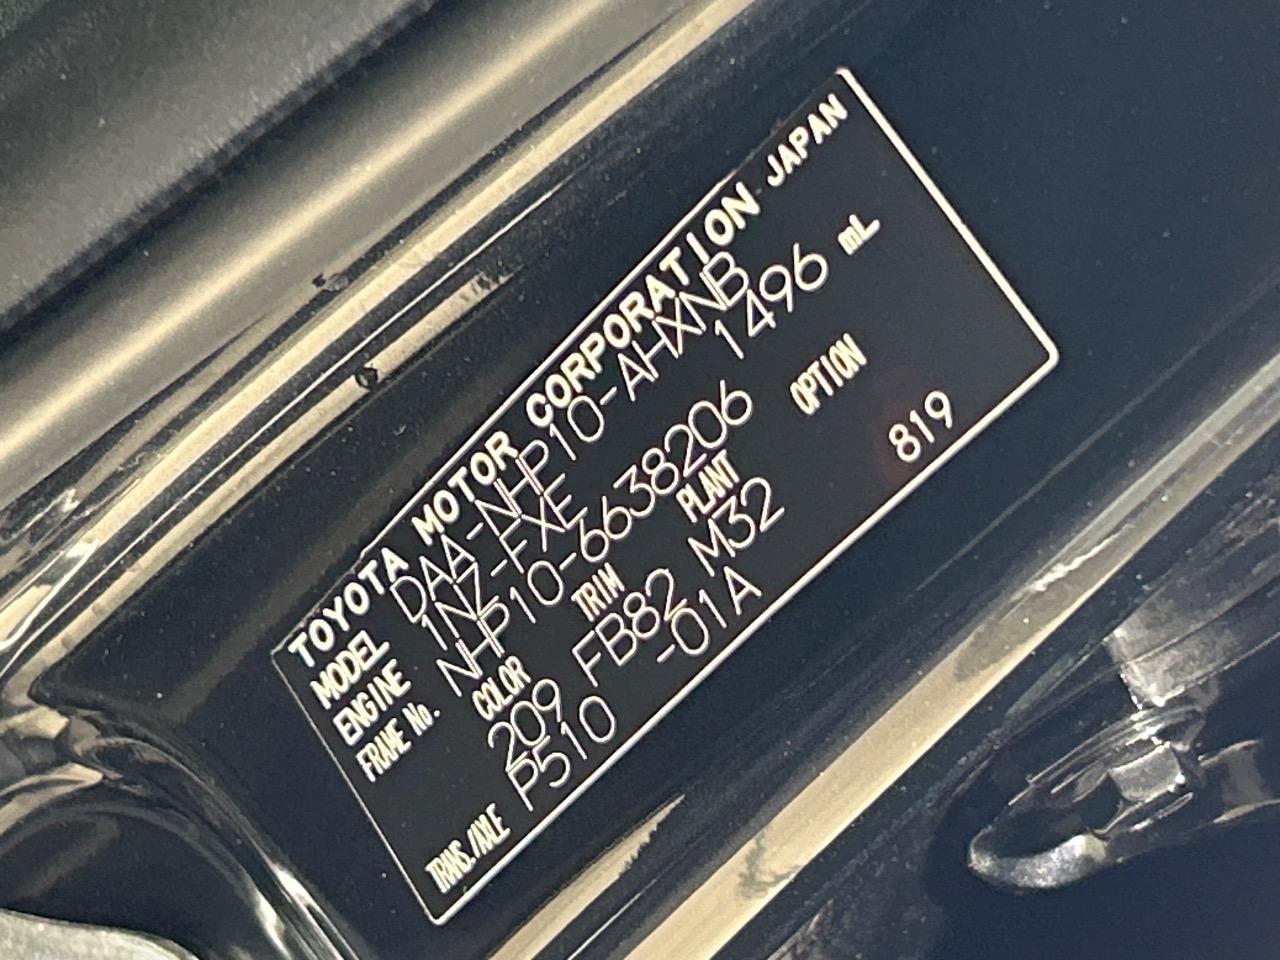 TOYOTA MOTOR CORPORATION JAPAN
MODEL DAA-NHP10-AHXNB
ENGINE 1NZ-FXE 1496 mL
FRAME No. NHP10-6638206
COLOR TRIM PLANT OPTION
209 FB82 M32 819
TRANS./AXLE P510 -01A